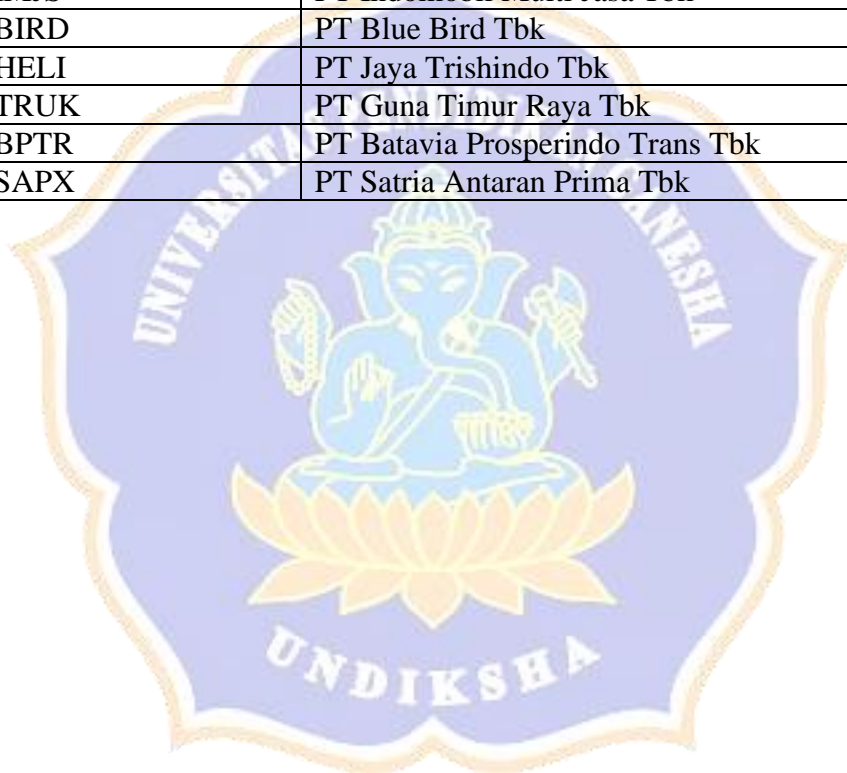 BIRD PT Blue Bird Tbk
HELI PT Jaya Trishindo Tbk
TRUK PT Guna Timur Raya Tbk
BPTR PT Batavia Prosperindo Trans Tbk
SAPX PT Satria Antaran Prima Tbk
UNIVERSITAS PENDIDIKAN GANESHA
UNDIKSHA